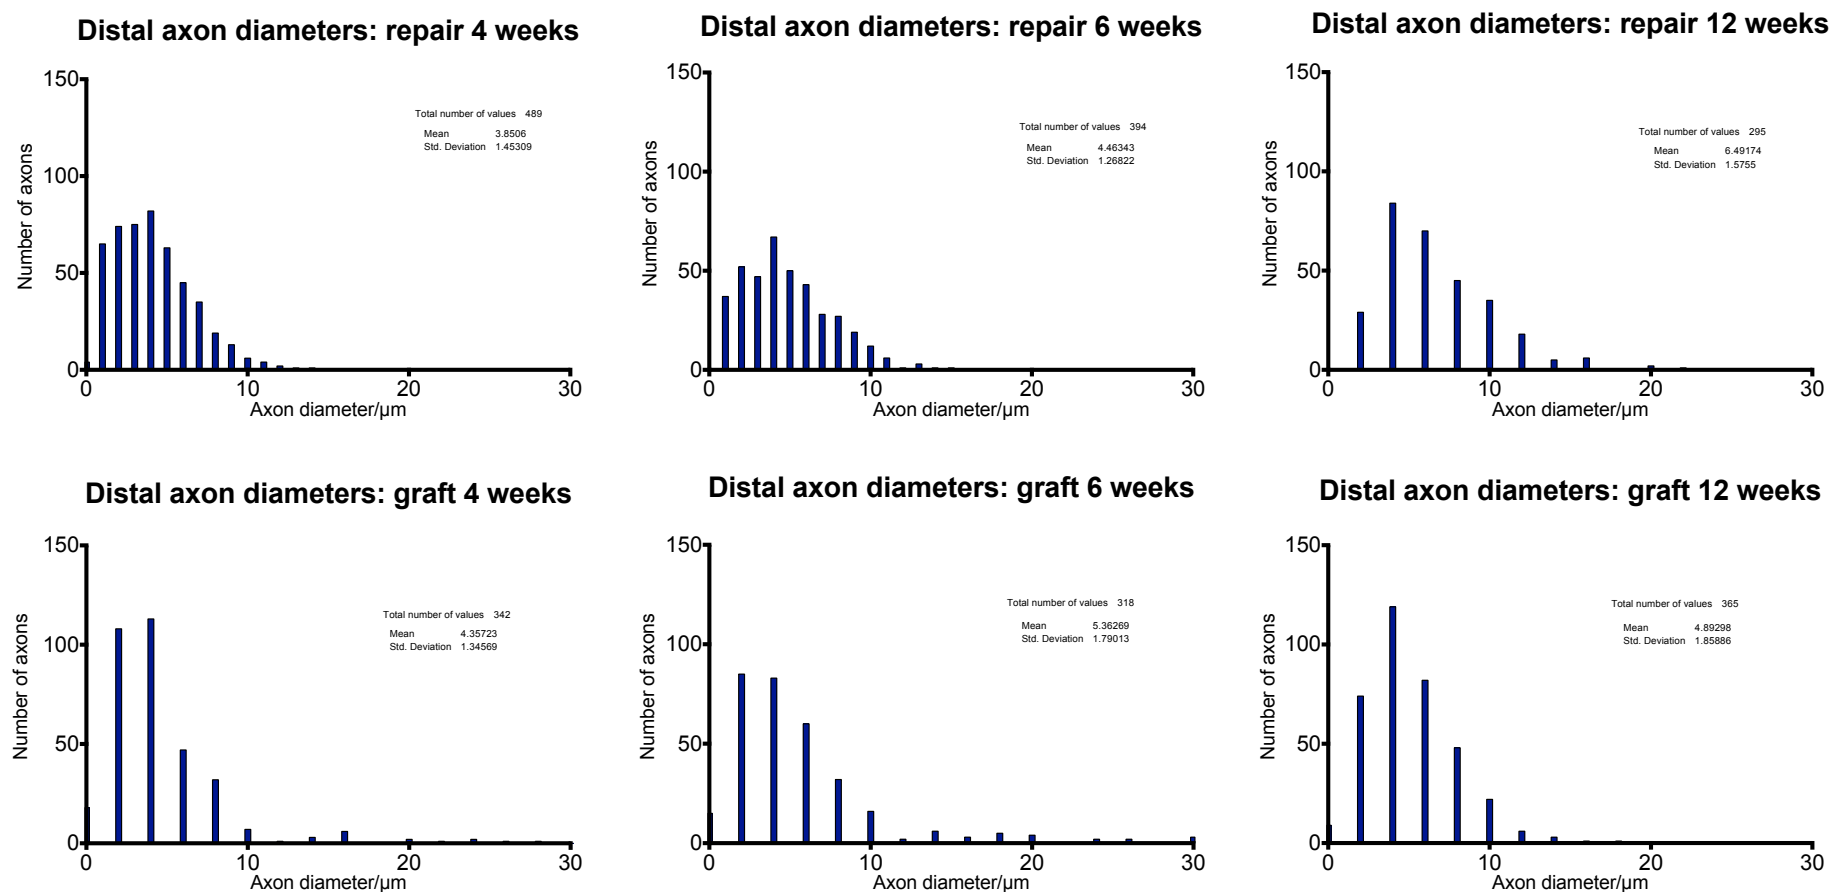 Distal axon diameters: repair 4 weeks
150
100
50
0
Number of axons
Total number of values 489
Mean 3.8506
Std. Deviation 1.45309
0 10 20 30
Axon diameter/µm
Distal axon diameters: repair 6 weeks
150
100
50
0
Number of axons
Total number of values 394
Mean 4.46343
Std. Deviation 1.26822
0 10 20 30
Axon diameter/µm
Distal axon diameters: repair 12 weeks
150
100
50
0
Number of axons
Total number of values 295
Mean 6.49174
Std. Deviation 1.5755
0 10 20 30
Axon diameter/µm
Distal axon diameters: graft 4 weeks
150
100
50
0
Number of axons
Total number of values 342
Mean 4.35723
Std. Deviation 1.34569
0 10 20 30
Axon diameter/µm
Distal axon diameters: graft 6 weeks
150
100
50
0
Number of axons
Total number of values 318
Mean 5.36269
Std. Deviation 1.79013
0 10 20 30
Axon diameter/µm
Distal axon diameters: graft 12 weeks
150
100
50
0
Number of axons
Total number of values 365
Mean 4.89298
Std. Deviation 1.85886
0 10 20 30
Axon diameter/µm